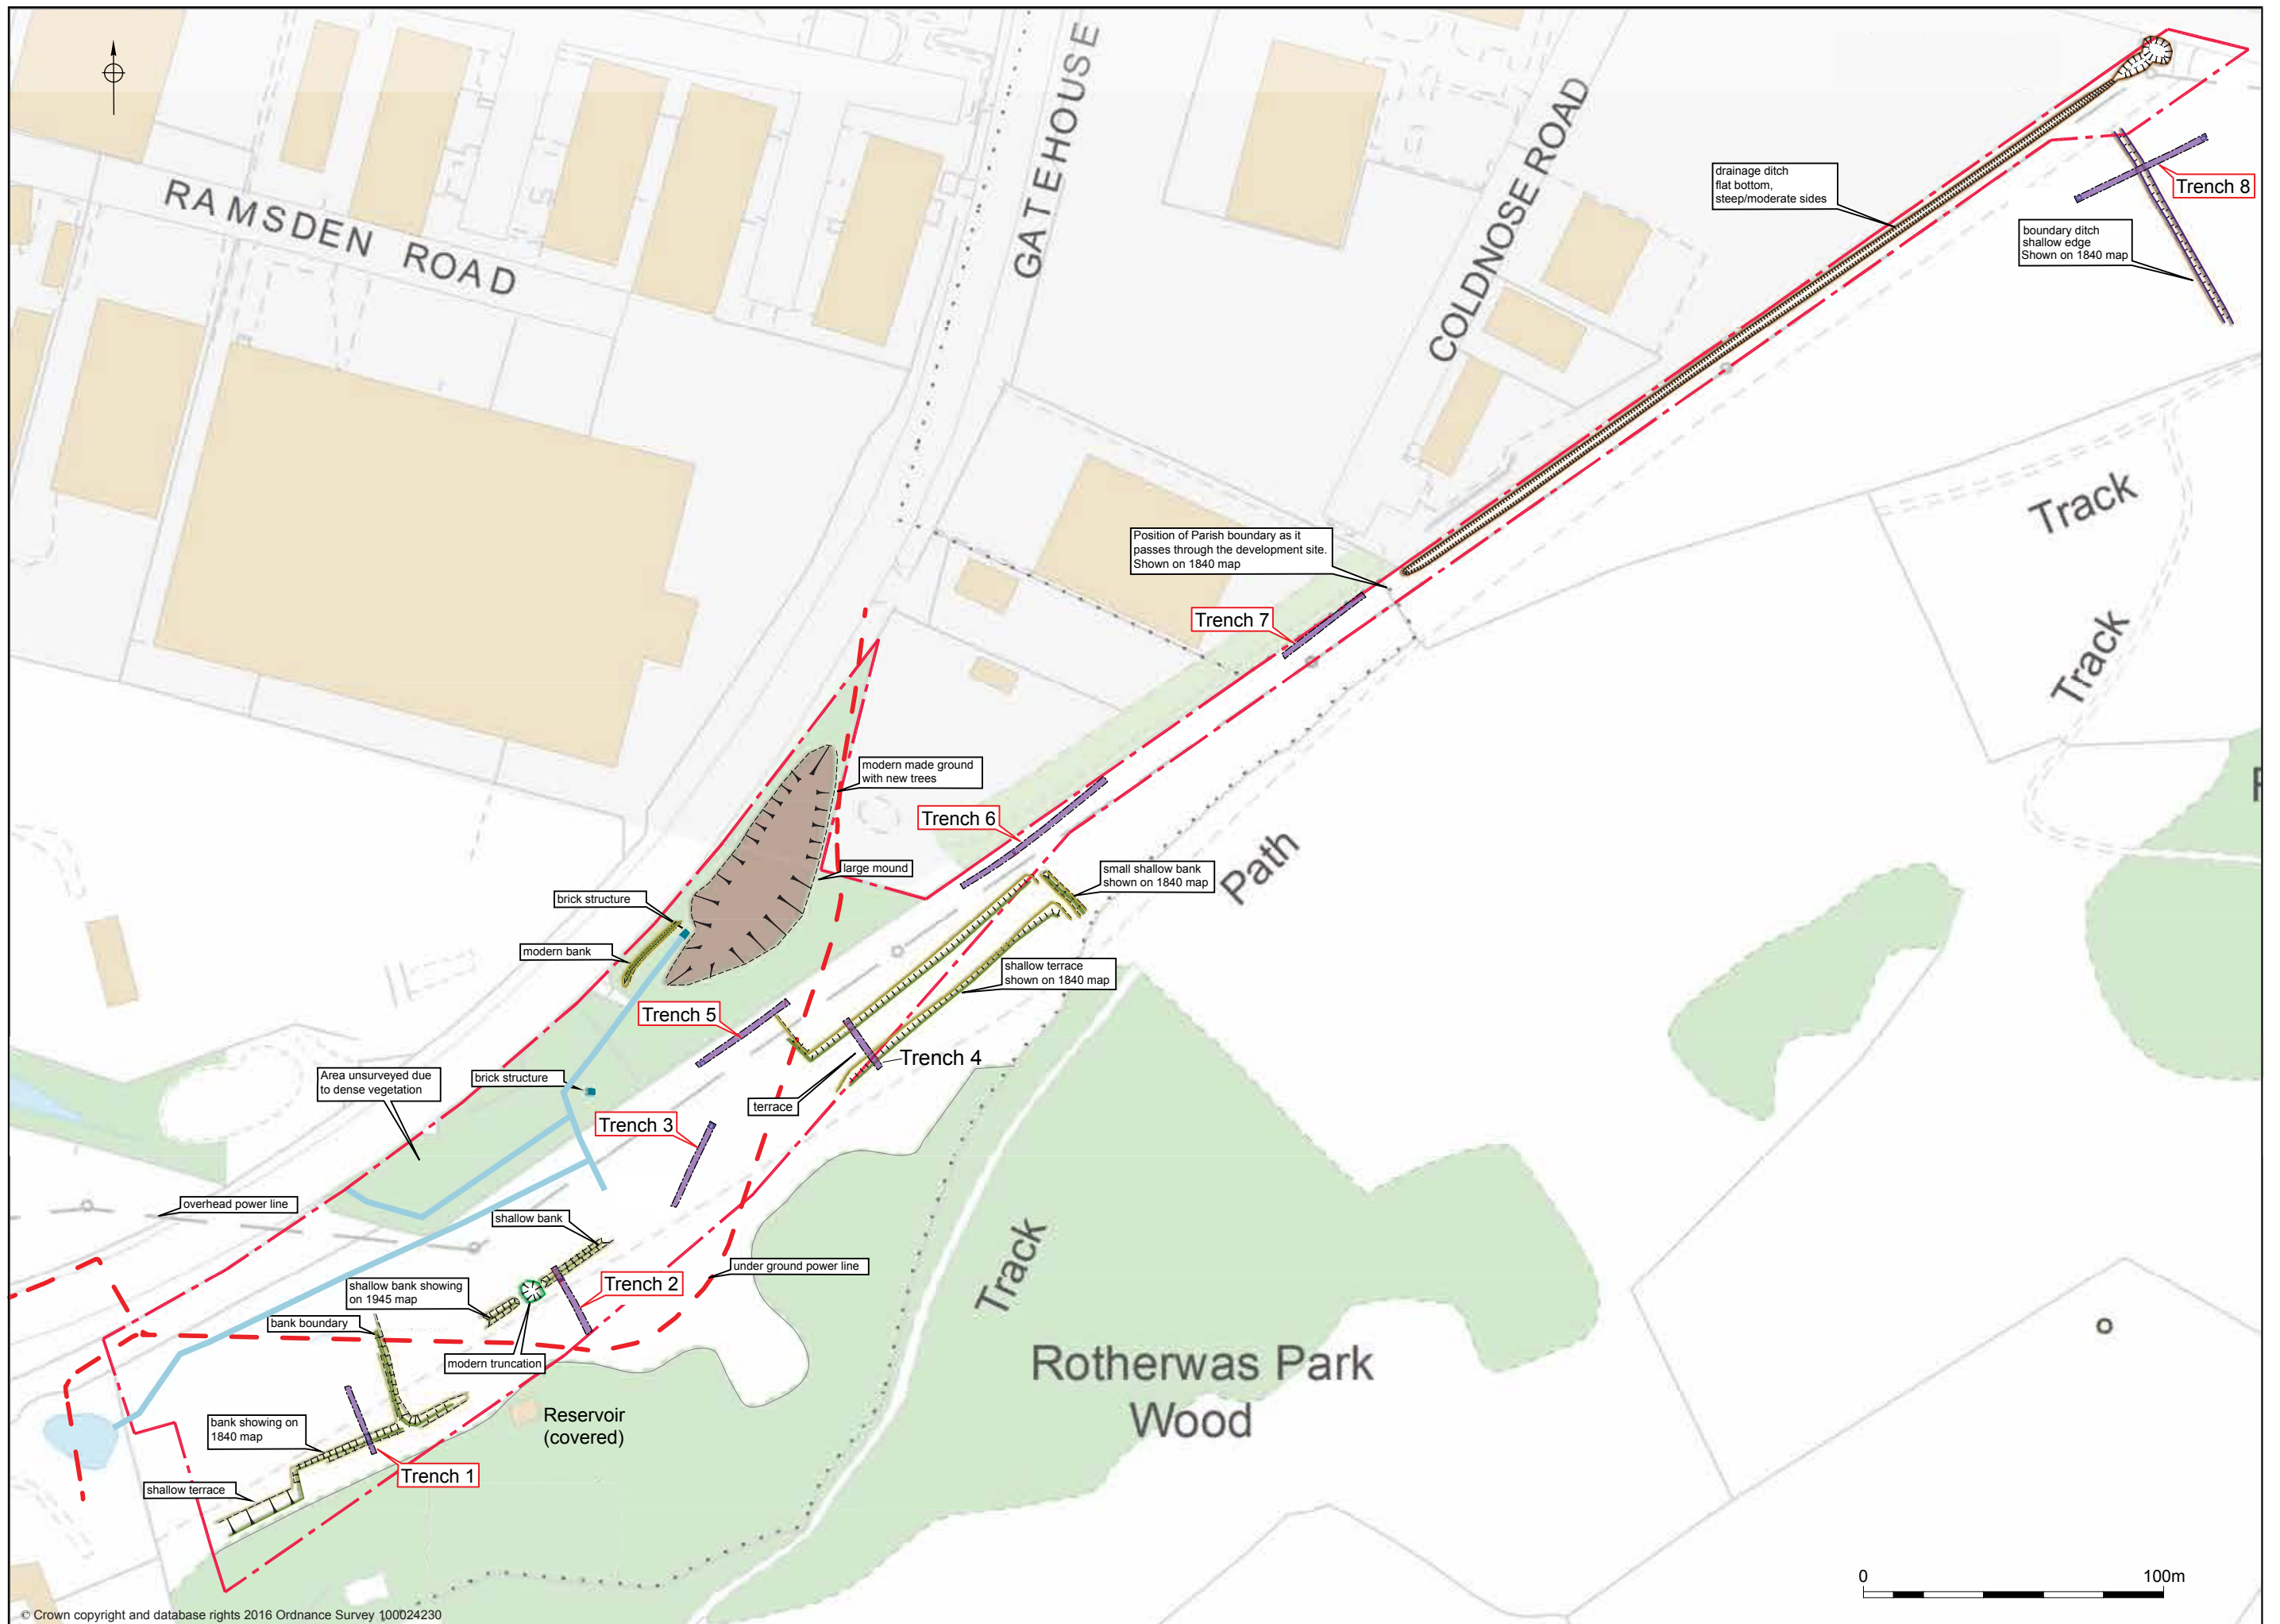 RAMSDEN ROAD
GATEHOUSE
COLDNOSE ROAD
drainage ditch
flat bottom,
steep/moderate sides
Trench 8
boundary ditch
shallow edge
Shown on 1840 map
Track
Track
Position of Parish boundary as it
passes through the development site.
Shown on 1840 map
Trench 7
modern made ground
with new trees
Trench 6
large mound
small shallow bank
shown on 1840 map
Path
brick structure
modern bank
shallow terrace
shown on 1840 map
Trench 5
Trench 4
Area unsurveyed due
to dense vegetation
brick structure
terrace
Trench 3
overhead power line
shallow bank
Track
under ground power line
shallow bank showing
on 1945 map
Trench 2
bank boundary
modern truncation
Rotherwas Park
Wood
Reservoir
(covered)
bank showing on
1840 map
Trench 1
shallow terrace
0 100m
© Crown copyright and database rights 2016 Ordnance Survey 100024230